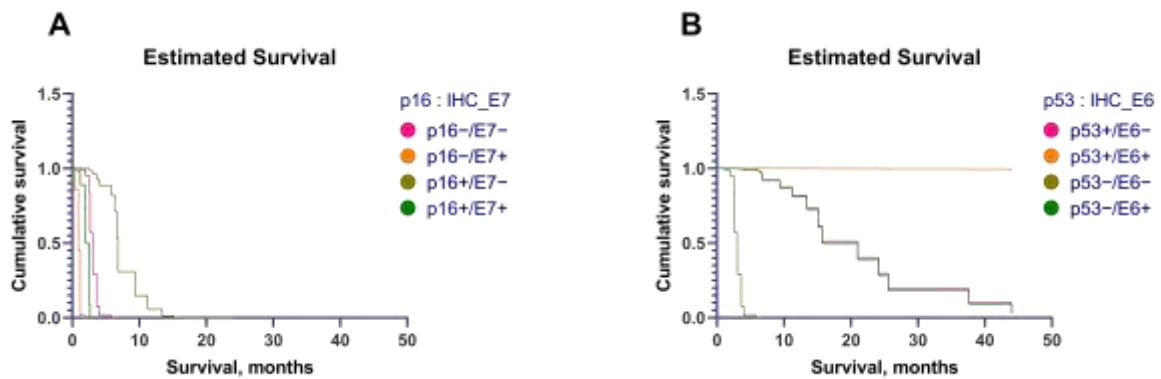 A
Estimated Survival
1.5
1.0
0.5
0.0
0 10 20 30 40 50
Cumulative survival
Survival, months
p16 : IHC_E7
p16−/E7−
p16−/E7+
p16+/E7−
p16+/E7+
B
Estimated Survival
1.5
1.0
0.5
0.0
0 10 20 30 40 50
Cumulative survival
Survival, months
p53 : IHC_E6
p53+/E6−
p53+/E6+
p53−/E6−
p53−/E6+